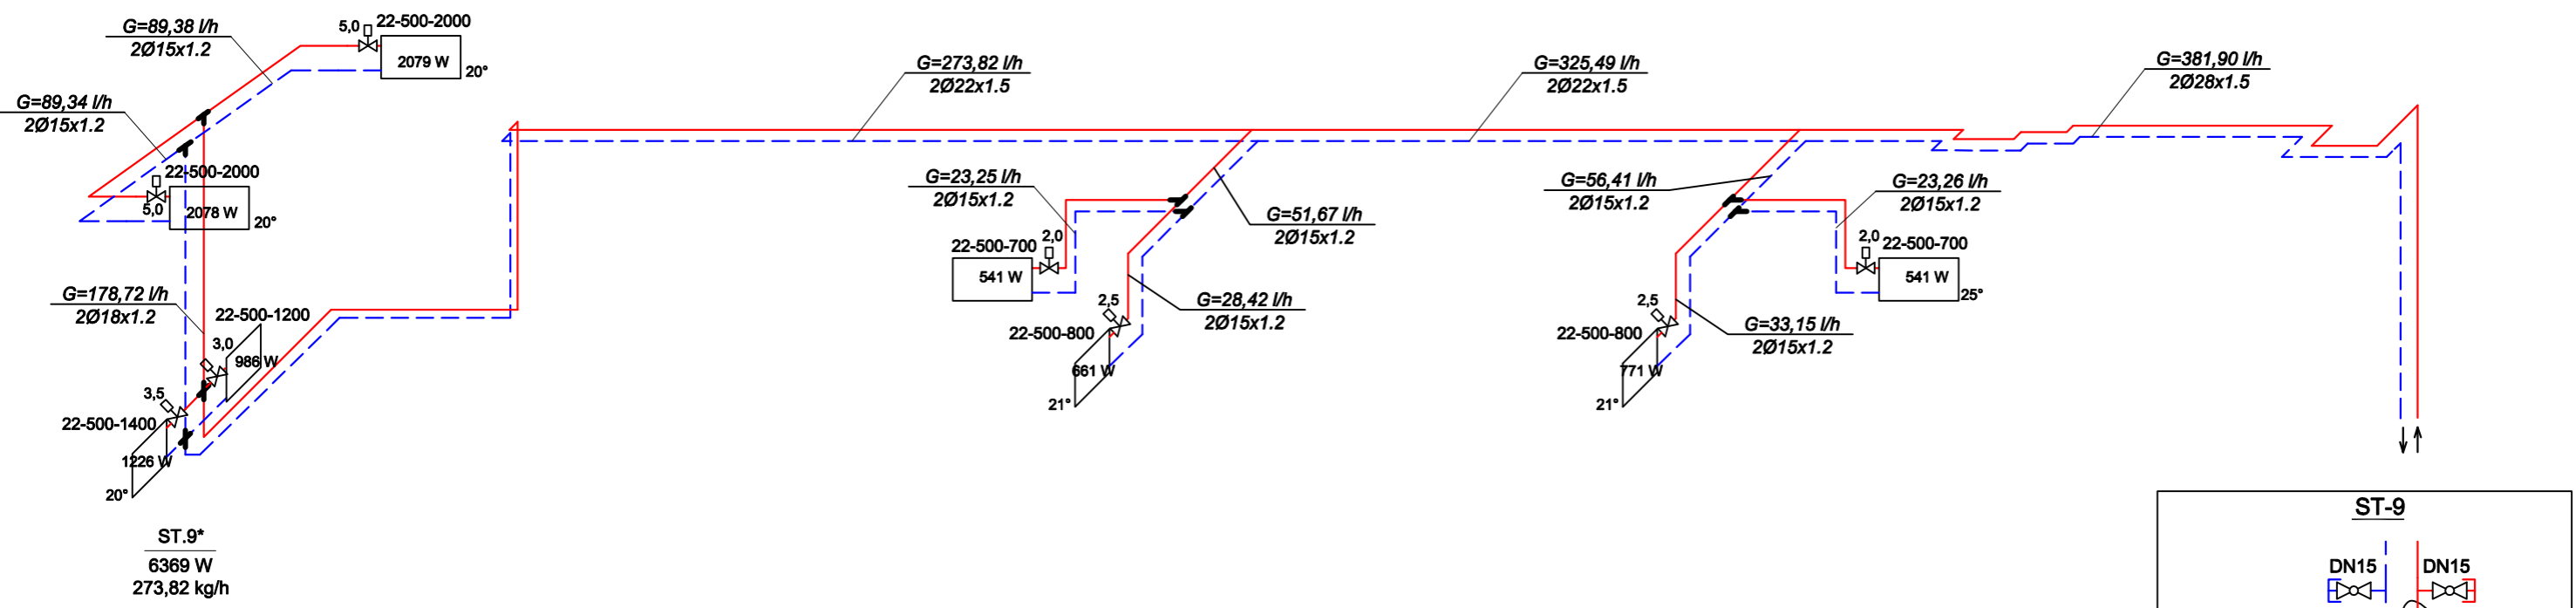 G=89,38 l/h
2Ø15x1.2
5,0
22-500-2000
2079 W
20°
G=89,34 l/h
2Ø15x1.2
22-500-2000
5,0
2078 W
20°
G=178,72 l/h
2Ø18x1.2
22-500-1200
3,0
986 W
3,5
22-500-1400
1226 W
20°
ST.9*
6369 W
273,82 kg/h
G=273,82 l/h
2Ø22x1.5
G=23,25 l/h
2Ø15x1.2
22-500-700
2,0
541 W
G=51,67 l/h
2Ø15x1.2
2,5
G=28,42 l/h
2Ø15x1.2
22-500-800
661 W
21°
G=325,49 l/h
2Ø22x1.5
G=56,41 l/h
2Ø15x1.2
G=23,26 l/h
2Ø15x1.2
2,0
22-500-700
541 W
25°
2,5
22-500-800
G=33,15 l/h
2Ø15x1.2
771 W
21°
G=381,90 l/h
2Ø28x1.5
ST-9
DN15
DN15